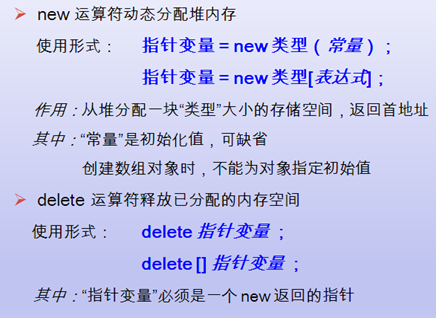 ➢ new 运算符动态分配堆内存
使用形式： 指针变量＝new 类型（常量）；
指针变量＝new 类型[表达式]；
作用：从堆分配一块“类型”大小的存储空间，返回首地址
其中：“常量”是初始化值，可缺省
创建数组对象时，不能为对象指定初始值
➢ delete 运算符释放已分配的内存空间
使用形式： delete 指针变量；
delete [] 指针变量；
其中：“指针变量”必须是一个 new 返回的指针